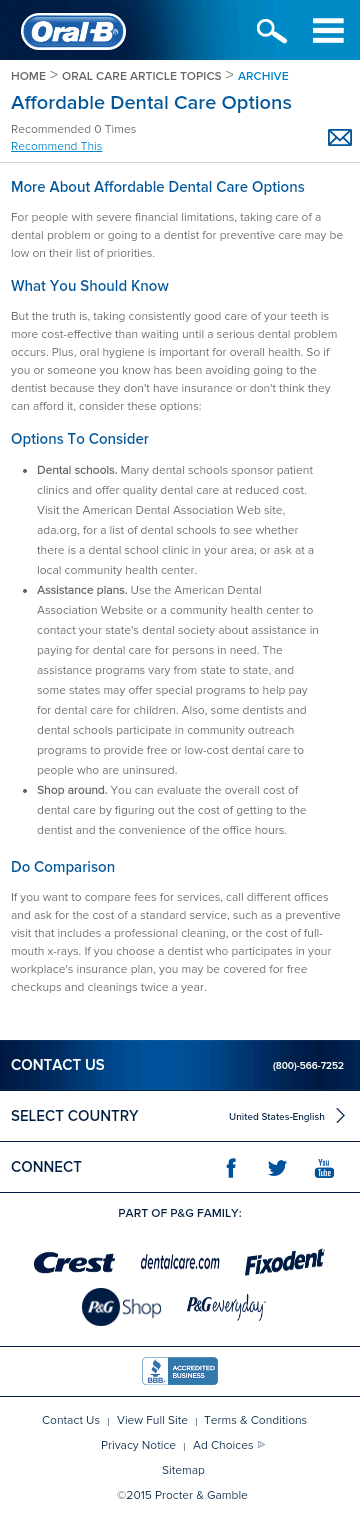 Oral-B®
HOME > ORAL CARE ARTICLE TOPICS > ARCHIVE
Affordable Dental Care Options
Recommended 0 Times
Recommend This
More About Affordable Dental Care Options
For people with severe financial limitations, taking care of a
dental problem or going to a dentist for preventive care may be
low on their list of priorities.
What You Should Know
But the truth is, taking consistently good care of your teeth is
more cost-effective than waiting until a serious dental problem
occurs. Plus, oral hygiene is important for overall health. So if
you or someone you know has been avoiding going to the
dentist because they don't have insurance or don't think they
can afford it, consider these options:
Options To Consider
• Dental schools. Many dental schools sponsor patient
clinics and offer quality dental care at reduced cost.
Visit the American Dental Association Web site,
ada.org, for a list of dental schools to see whether
there is a dental school clinic in your area, or ask at a
local community health center.
• Assistance plans. Use the American Dental
Association Website or a community health center to
contact your state's dental society about assistance in
paying for dental care for persons in need. The
assistance programs vary from state to state, and
some states may offer special programs to help pay
for dental care for children. Also, some dentists and
dental schools participate in community outreach
programs to provide free or low-cost dental care to
people who are uninsured.
• Shop around. You can evaluate the overall cost of
dental care by figuring out the cost of getting to the
dentist and the convenience of the office hours.
Do Comparison
If you want to compare fees for services, call different offices
and ask for the cost of a standard service, such as a preventive
visit that includes a professional cleaning, or the cost of full-
mouth x-rays. If you choose a dentist who participates in your
workplace's insurance plan, you may be covered for free
checkups and cleanings twice a year.
CONTACT US (800)-566-7252
SELECT COUNTRY United States-English
CONNECT You Tube
PART OF P&G FAMILY:
Crest dentalcare.com Fixodent
P&G Shop P&G everyday
BBB ACCREDITED BUSINESS
Contact Us | View Full Site | Terms & Conditions
Privacy Notice | Ad Choices
Sitemap
©2015 Procter & Gamble